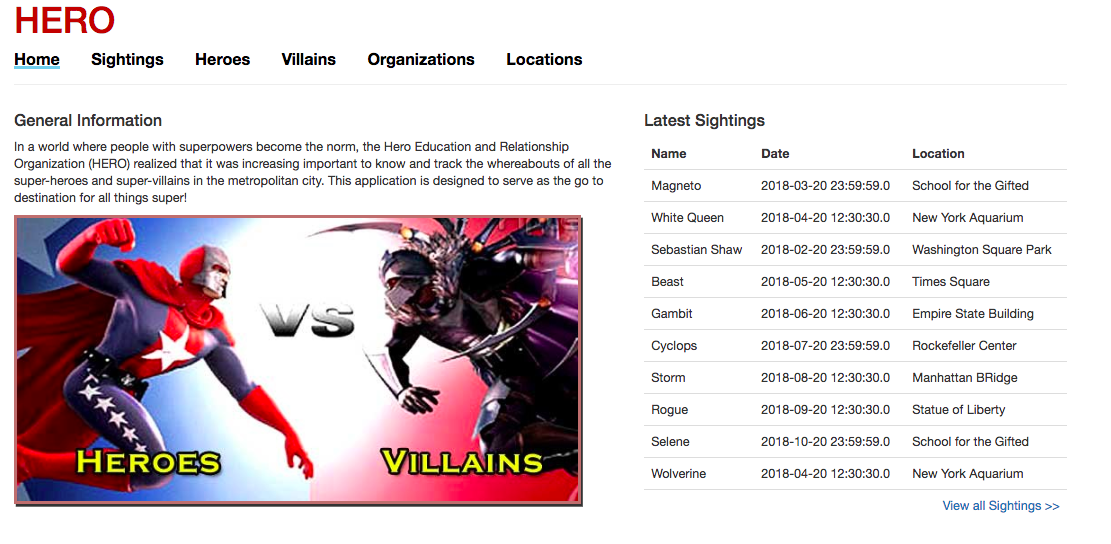 HERO
Home Sightings Heroes Villains Organizations Locations
General Information
In a world where people with superpowers become the norm, the Hero Education and Relationship
Organization (HERO) realized that it was increasing important to know and track the whereabouts of all the
super-heroes and super-villains in the metropolitan city. This application is designed to serve as the go to
destination for all things super!
VS
HEROES
VILLAINS
Latest Sightings
Name Date Location
Magneto 2018-03-20 23:59:59.0 School for the Gifted
White Queen 2018-04-20 12:30:30.0 New York Aquarium
Sebastian Shaw 2018-02-20 23:59:59.0 Washington Square Park
Beast 2018-05-20 12:30:30.0 Times Square
Gambit 2018-06-20 12:30:30.0 Empire State Building
Cyclops 2018-07-20 23:59:59.0 Rockefeller Center
Storm 2018-08-20 12:30:30.0 Manhattan BRidge
Rogue 2018-09-20 12:30:30.0 Statue of Liberty
Selene 2018-10-20 23:59:59.0 School for the Gifted
Wolverine 2018-04-20 12:30:30.0 New York Aquarium
View all Sightings >>